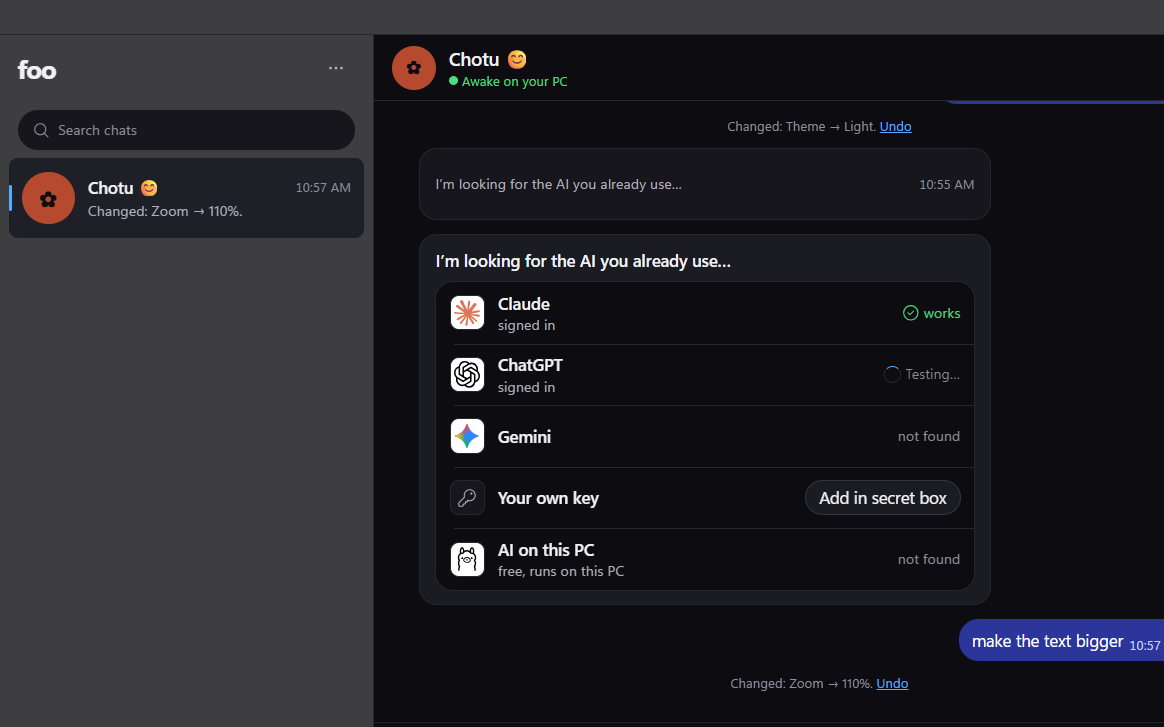 foo
...
Search chats
Chotu 😊
10:57 AM
Changed: Zoom → 110%.
Chotu 😊
Awake on your PC
Changed: Theme → Light. Undo
I'm looking for the AI you already use...
10:55 AM
I'm looking for the AI you already use...
Claude
signed in
works
ChatGPT
signed in
Testing...
Gemini
not found
Your own key
Add in secret box
AI on this PC
free, runs on this PC
not found
make the text bigger 10:57
Changed: Zoom → 110%. Undo